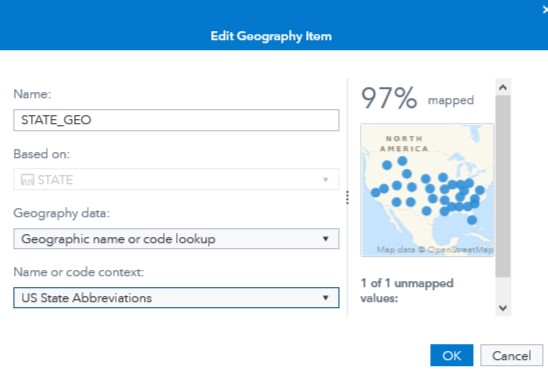 Edit Geography Item
Name:
STATE_GEO
Based on:
STATE
Geography data:
Geographic name or code lookup
Name or code context:
US State Abbreviations
97% mapped
NORTH
AMERICA
Map data © OpenStreetMap
1 of 1 unmapped
values:
OK
Cancel